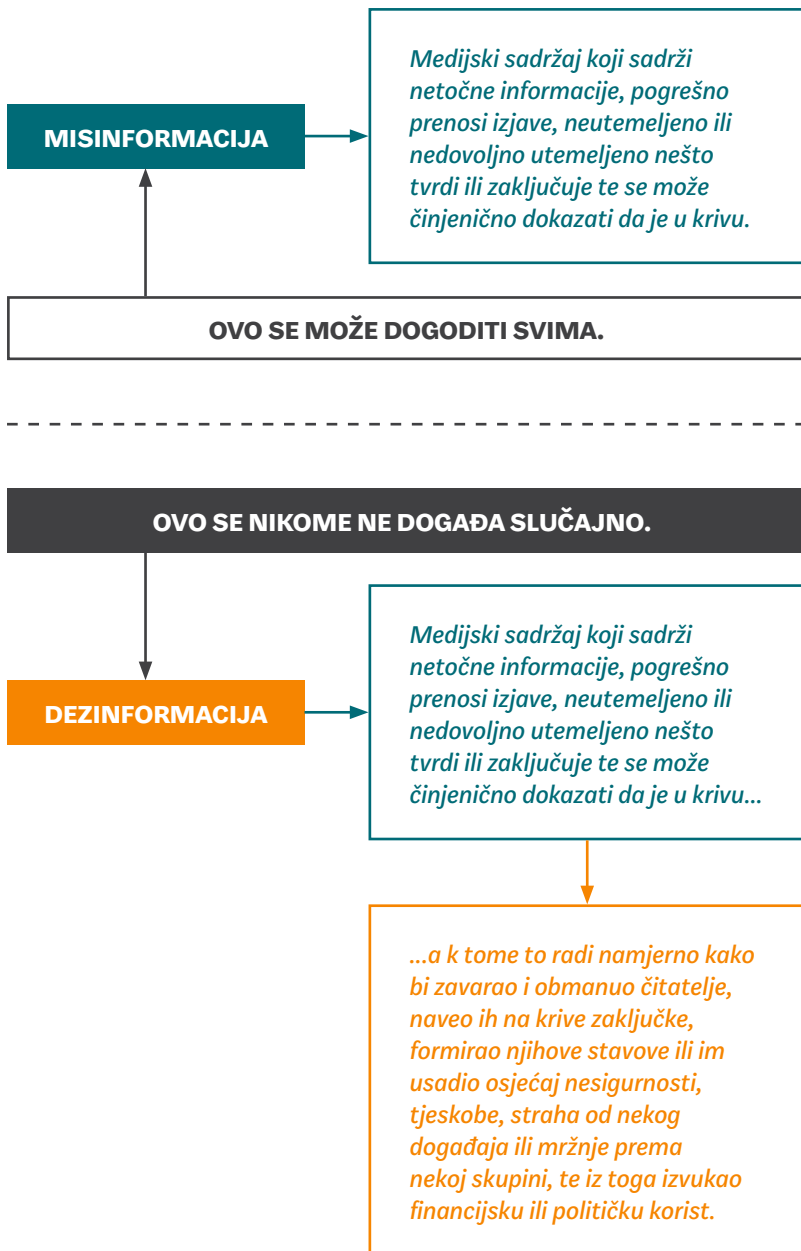 Medijski sadržaj koji sadrži
netočne informacije, pogrešno
prenosi izjave, neutemeljeno ili
nedovoljno utemeljeno nešto
tvrdi ili zaključuje te se može
činjenično dokazati da je u krivu.
MISINFORMACIJA
OVO SE MOŽE DOGODITI SVIMA.
OVO SE NIKOME NE DOGAĐA SLUČAJNO.
Medijski sadržaj koji sadrži
netočne informacije, pogrešno
prenosi izjave, neutemeljeno ili
nedovoljno utemeljeno nešto
tvrdi ili zaključuje te se može
činjenično dokazati da je u krivu...
DEZINFORMACIJA
...a k tome to radi namjerno kako
bi zavarao i obmanuo čitatelje,
naveo ih na krive zaključke,
formirao njihove stavove ili im
usadio osjećaj nesigurnosti,
tjeskobe, straha od nekog
događaja ili mržnje prema
nekoj skupini, te iz toga izvukao
financijsku ili političku korist.